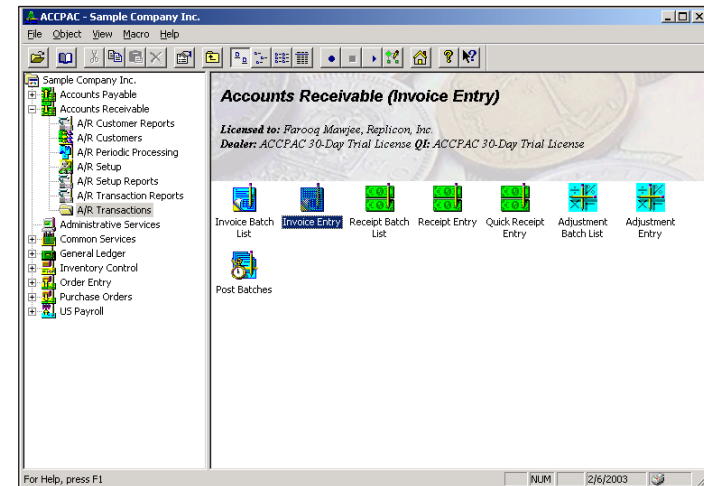 ACCPAC - Sample Company Inc.
File Object View Macro Help
Sample Company Inc.
Accounts Payable
Accounts Receivable
A/R Customer Reports
A/R Customers
A/R Periodic Processing
A/R Setup
A/R Setup Reports
A/R Transaction Reports
A/R Transactions
Administrative Services
Common Services
General Ledger
Inventory Control
Order Entry
Purchase Orders
US Payroll
Accounts Receivable (Invoice Entry)
Licensed to: Farooq Mawjee, Replicon, Inc.
Dealer: ACCPAC 30-Day Trial License QI: ACCPAC 30-Day Trial License
Invoice Batch List
Invoice Entry
Receipt Batch List
Receipt Entry
Quick Receipt Entry
Adjustment Batch List
Adjustment Entry
Post Batches
For Help, press F1
NUM
2/6/2003